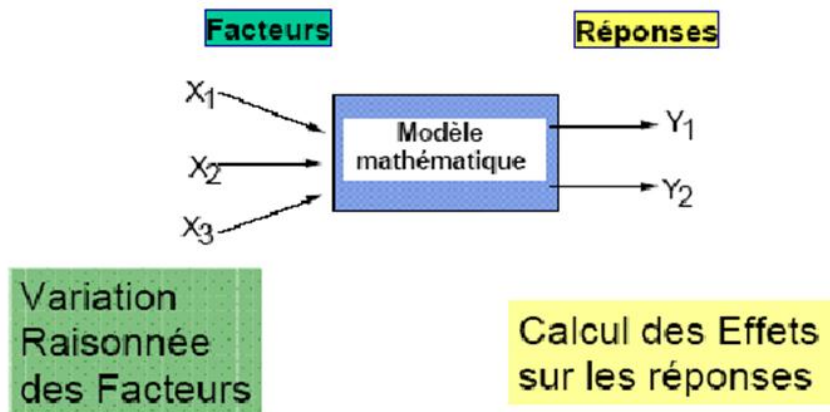 Facteurs
Réponses
X1
X2
X3
Modèle
mathématique
Y1
Y2
Variation
Raisonnée
des Facteurs
Calcul des Effets
sur les réponses